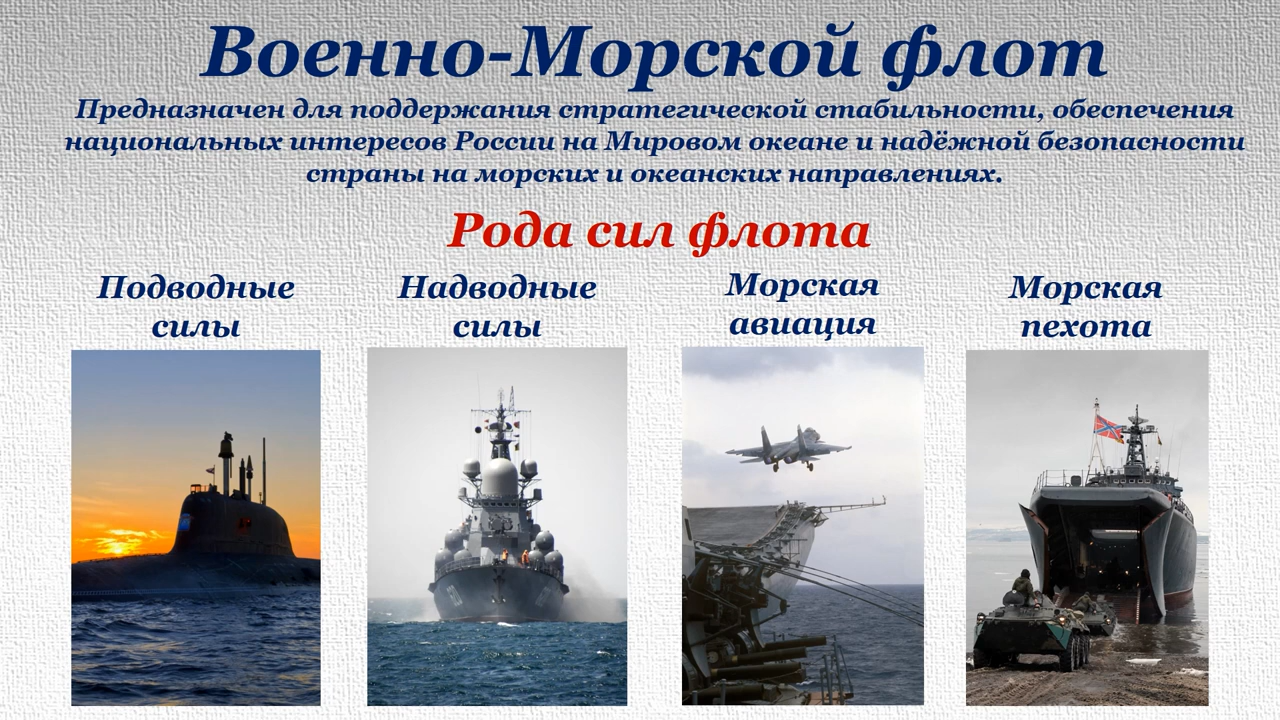 Военно-Морской флот
Предназначен для поддержания стратегической стабильности, обеспечения
национальных интересов России на Мировом океане и надёжной безопасности
страны на морских и океанских направлениях.
Рода сил флота
Подводные
силы
Надводные
силы
Морская
авиация
Морская
пехота